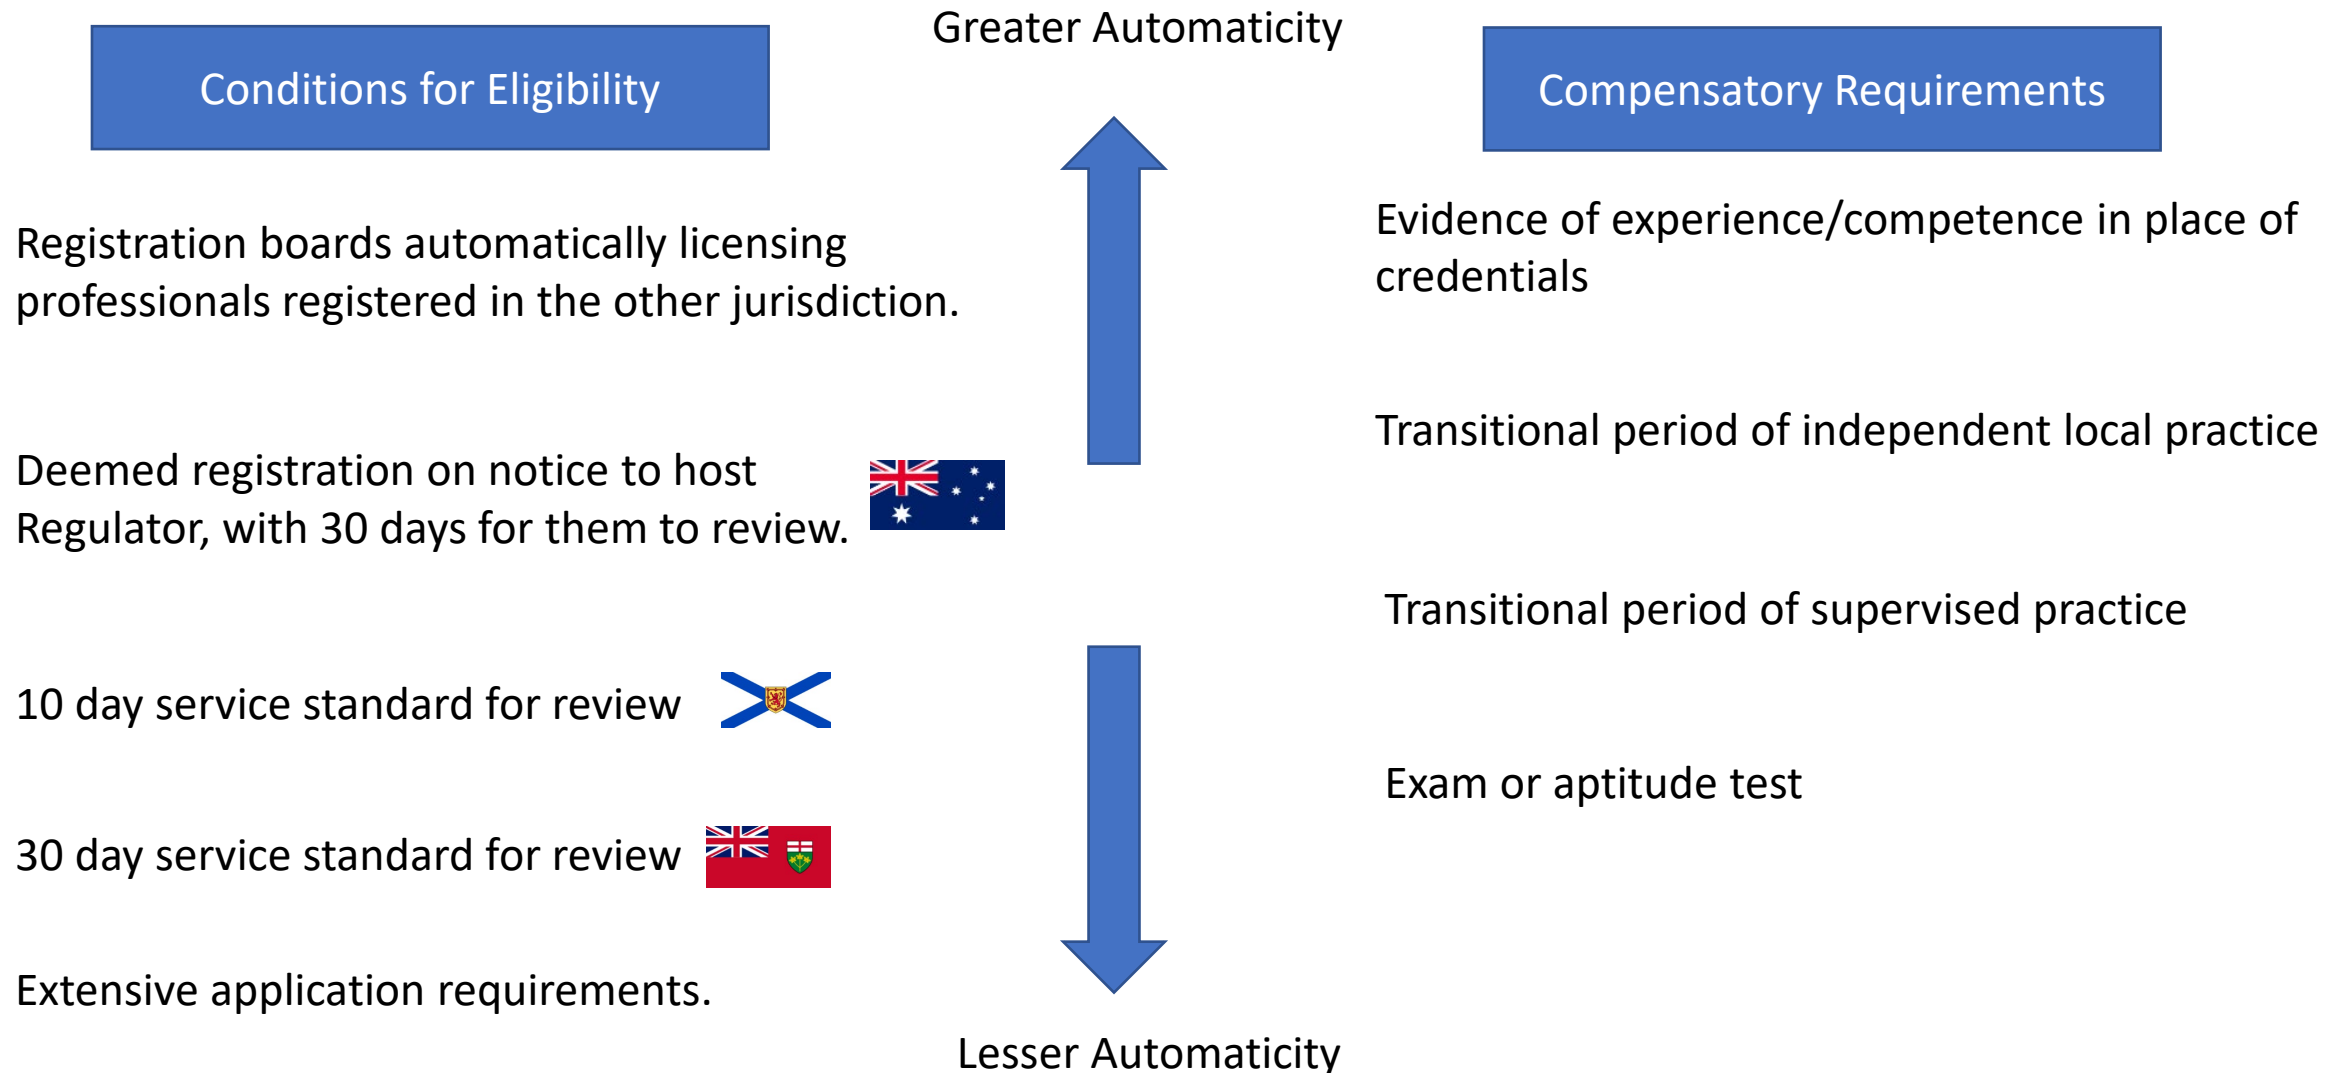 Greater Automaticity
Conditions for Eligibility
Registration boards automatically licensing
professionals registered in the other jurisdiction.
Deemed registration on notice to host
Regulator, with 30 days for them to review.
10 day service standard for review
30 day service standard for review
Extensive application requirements.
Compensatory Requirements
Evidence of experience/competence in place of
credentials
Transitional period of independent local practice
Transitional period of supervised practice
Exam or aptitude test
Lesser Automaticity